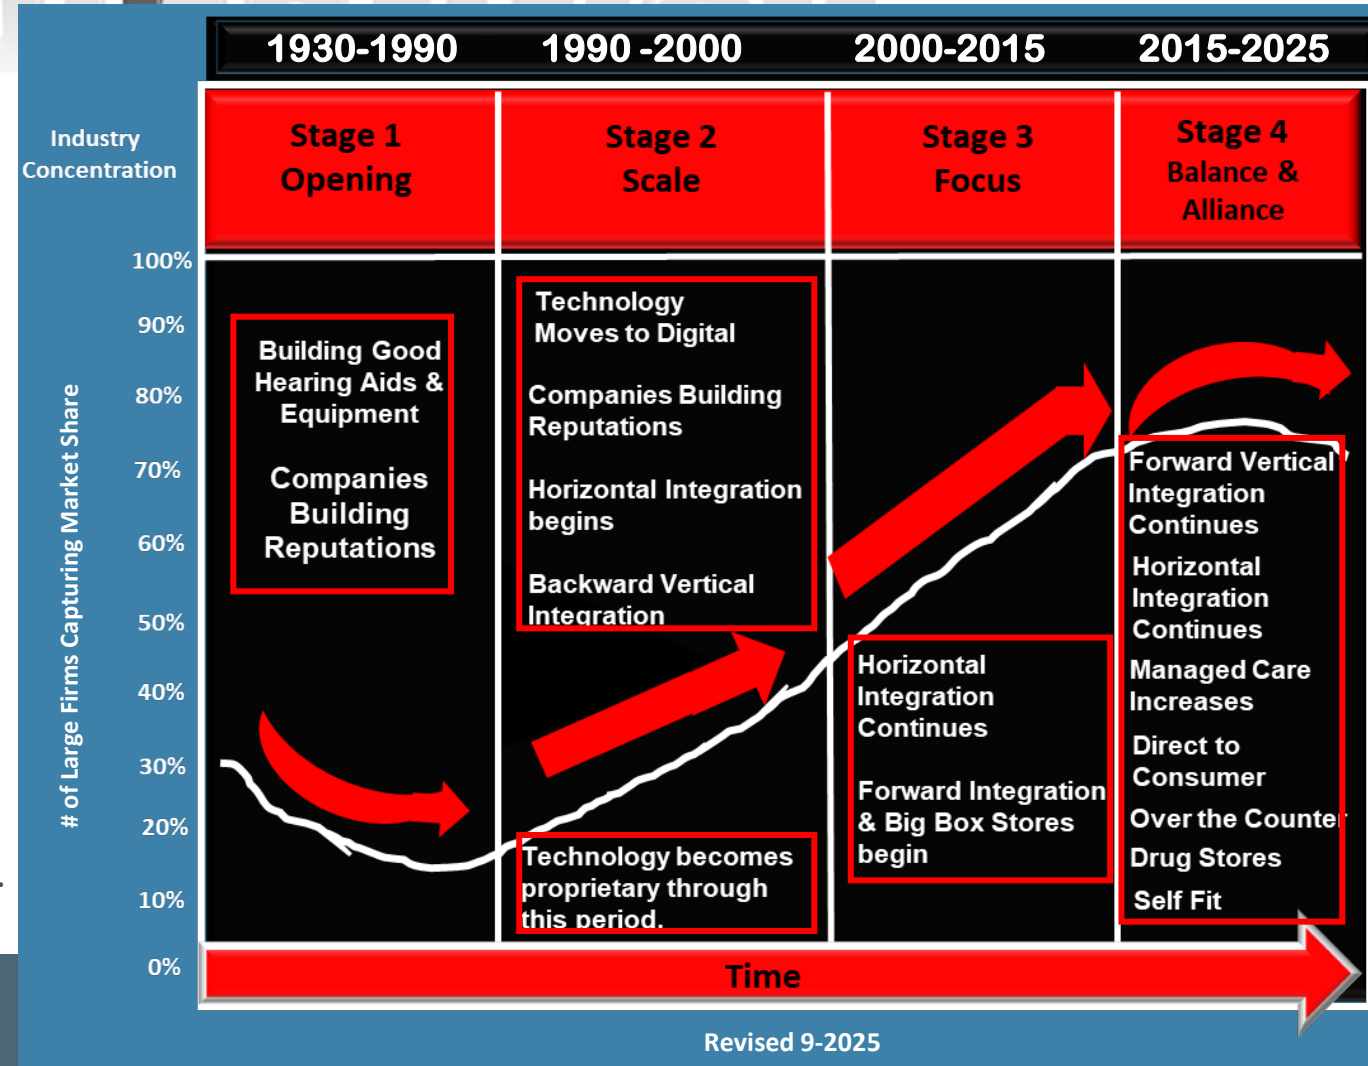 1930-1990
1990 -2000
2000-2015
2015-2025
Industry
Concentration
Stage 1
Opening
Stage 2
Scale
Stage 3
Focus
Stage 4
Balance &
Alliance
# of Large Firms Capturing Market Share
100%
90%
80%
70%
60%
50%
40%
30%
20%
10%
0%
Building Good
Hearing Aids &
Equipment
Companies
Building
Reputations
Technology
Moves to Digital
Companies Building
Reputations
Horizontal Integration
begins
Backward Vertical
Integration
Technology becomes
proprietary through
this period.
Horizontal
Integration
Continues
Forward Integration
& Big Box Stores
begin
Forward Vertical
Integration
Continues
Horizontal
Integration
Continues
Managed Care
Increases
Direct to
Consumer
Over the Counter
Drug Stores
Self Fit
Time
Revised 9-2025